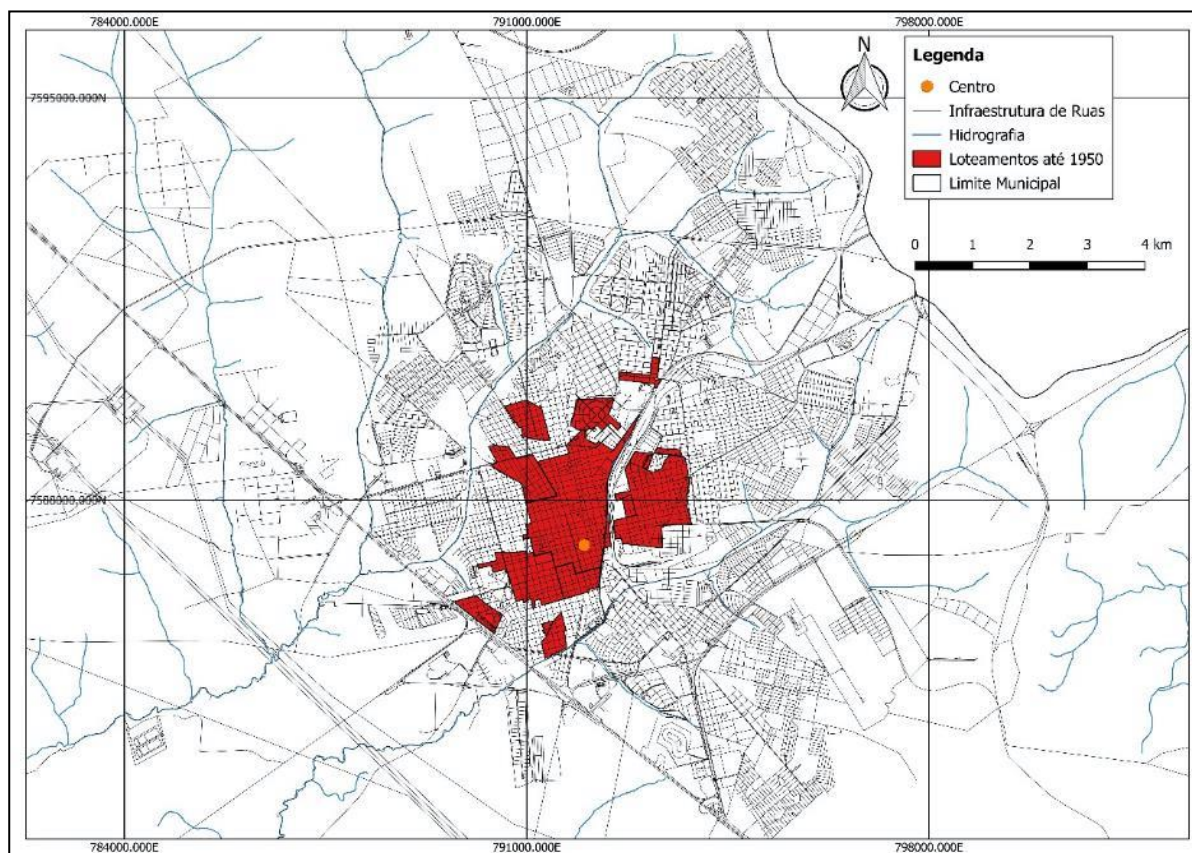 784000.000E 791000.000E 798000.000E
N
Legenda
Centro
Infraestrutura de Ruas
Hidrografia
Loteamentos até 1950
Limite Municipal
7595000.000N
0 1 2 3 4 km
7588000.000N
784000.000E 791000.000E 798000.000E